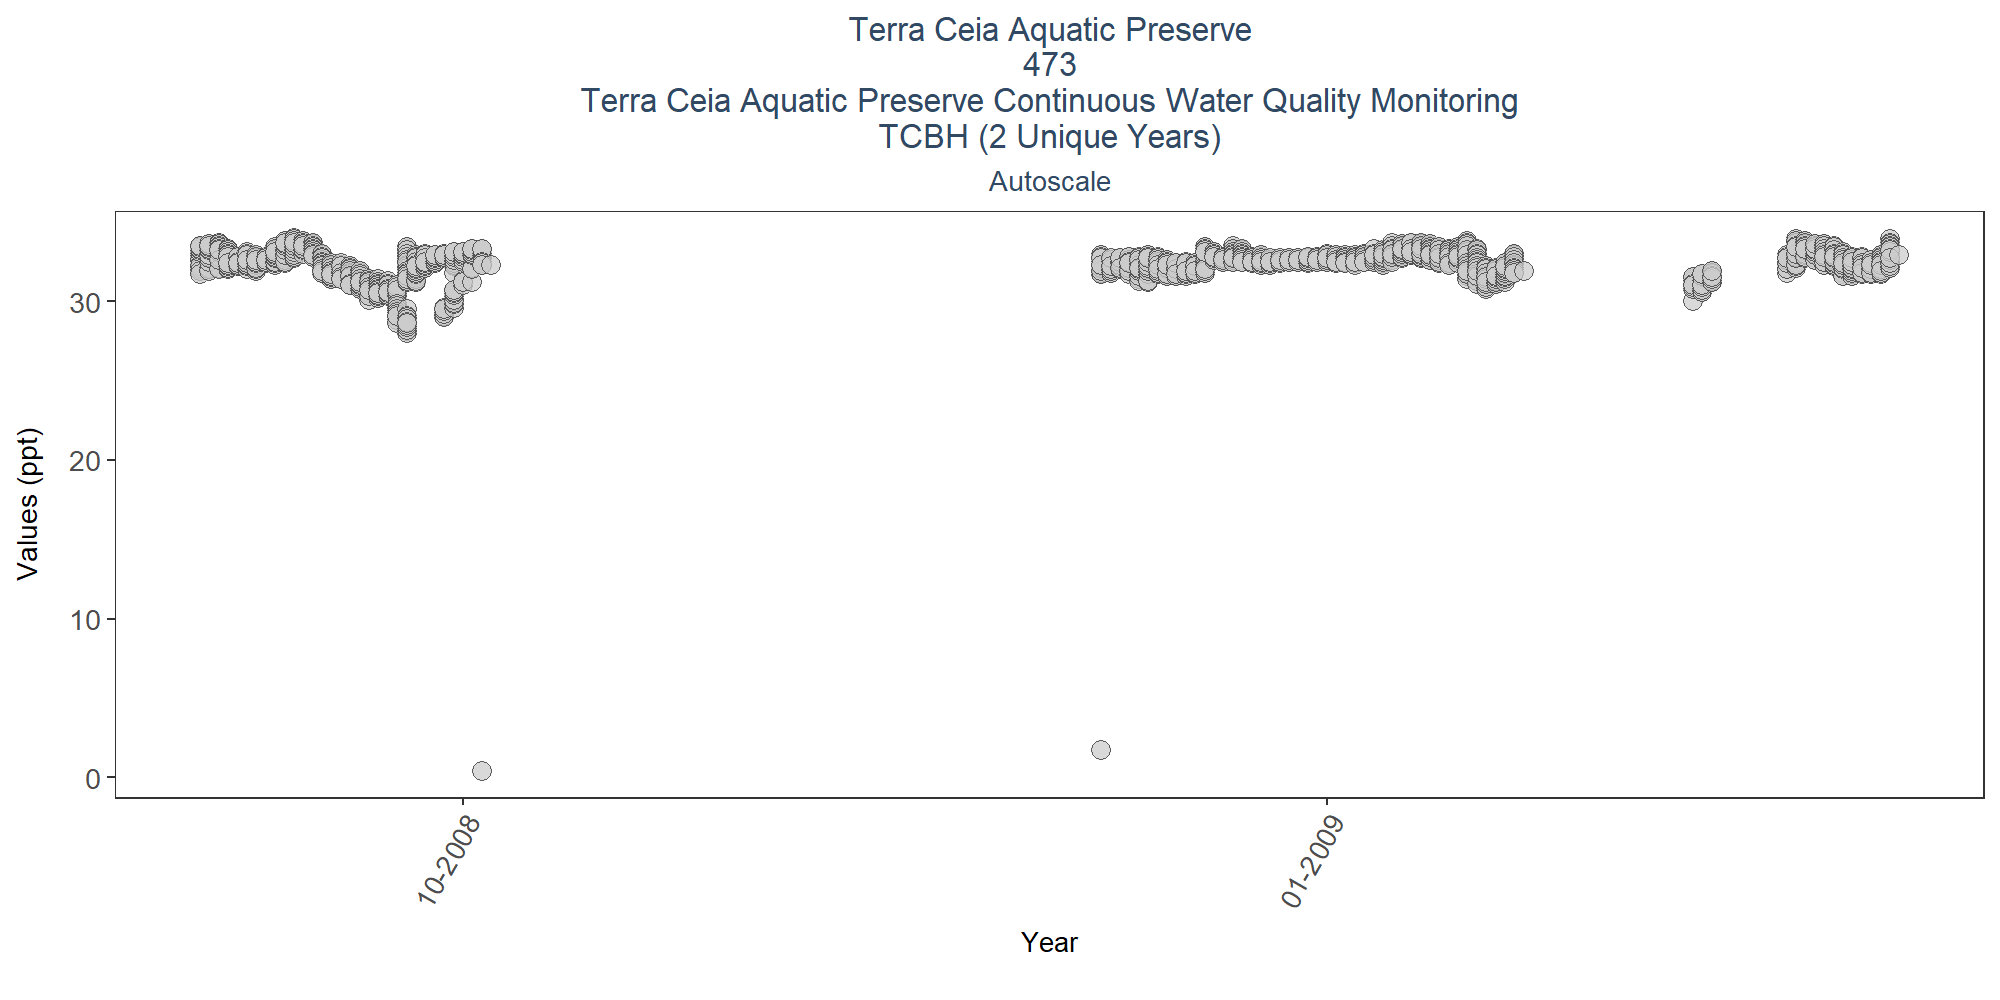 Terra Ceia Aquatic Preserve
473
Terra Ceia Aquatic Preserve Continuous Water Quality Monitoring
TCBH (2 Unique Years)
Autoscale
Values (ppt)
30
20
10
0
10-2008
01-2009
Year